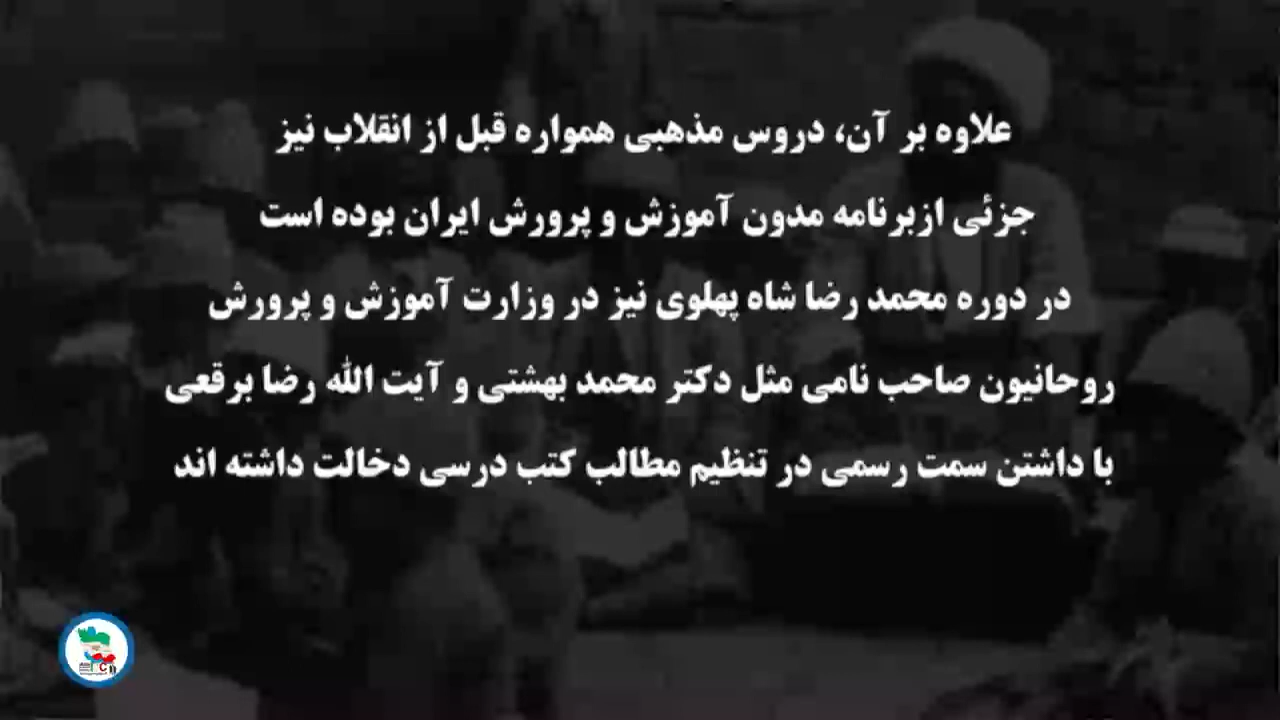 علاوه بر آن، دروس مذهبی همواره قبل از انقلاب نیز
جزئی ازبرنامه مدون آموزش و پرورش ایران بوده است
در دوره محمد رضا شاه پهلوی نیز در وزارت آموزش و پرورش
روحانیون صاحب نامی مثل دکتر محمد بهشتی و آیت الله رضا برقعی
با داشتن سمت رسمی در تنظیم مطالب کتب درسی دخالت داشته اند